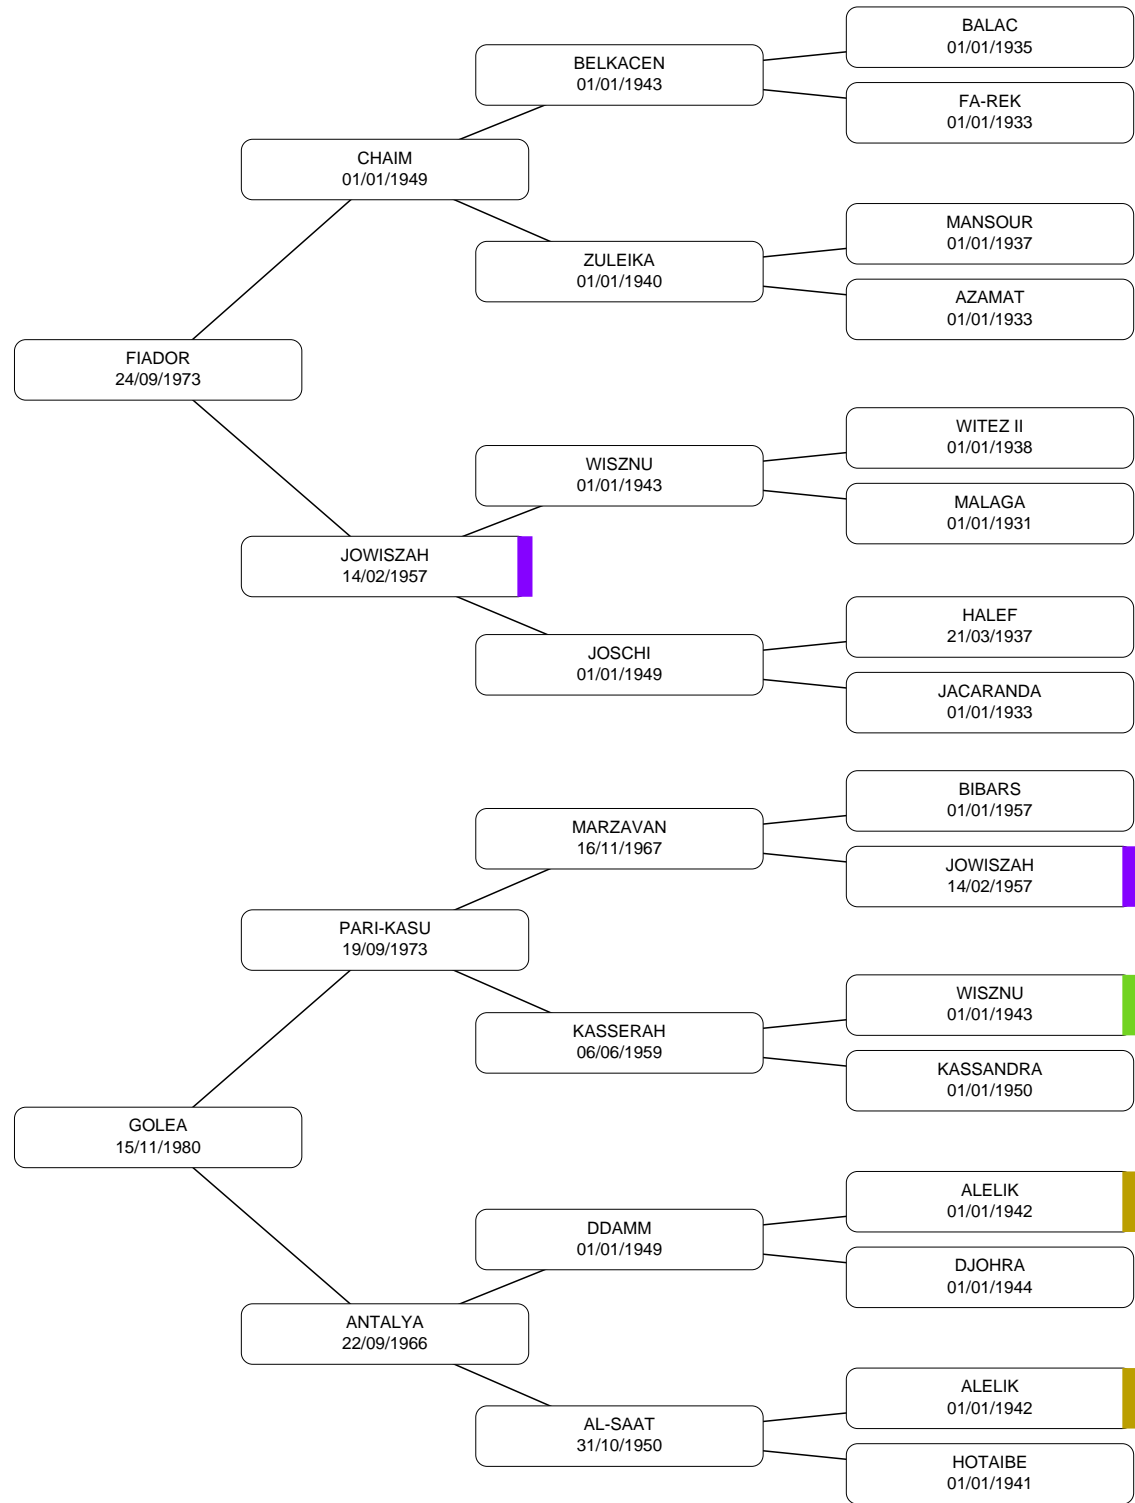 BALAC
01/01/1935
BELKACEN
01/01/1943
FA-REK
01/01/1933
CHAIM
01/01/1949
MANSOUR
01/01/1937
ZULEIKA
01/01/1940
AZAMAT
01/01/1933
FIADOR
24/09/1973
WITEZ II
01/01/1938
WISZNU
01/01/1943
MALAGA
01/01/1931
JOWISZAH
14/02/1957
HALEF
21/03/1937
JOSCHI
01/01/1949
JACARANDA
01/01/1933
BIBARS
01/01/1957
MARZAVAN
16/11/1967
JOWISZAH
14/02/1957
PARI-KASU
19/09/1973
WISZNU
01/01/1943
KASSERAH
06/06/1959
KASSANDRA
01/01/1950
GOLEA
15/11/1980
ALELIK
01/01/1942
DDAMM
01/01/1949
DJOHRA
01/01/1944
ANTALYA
22/09/1966
ALELIK
01/01/1942
AL-SAAT
31/10/1950
HOTAIBE
01/01/1941